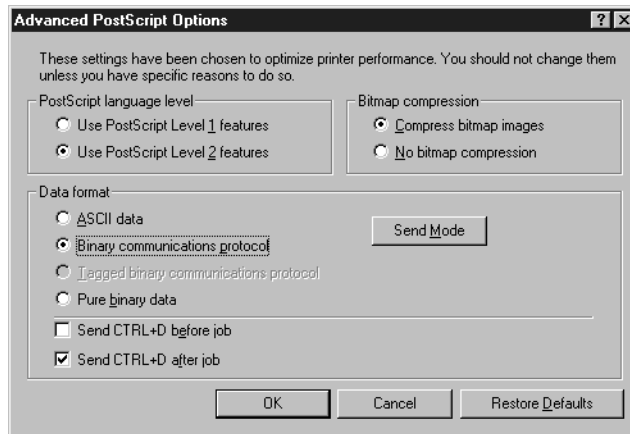 Advanced PostScript Options
These settings have been chosen to optimize printer performance. You should not change them
unless you have specific reasons to do so.
PostScript language level
Use PostScript Level 1 features
Use PostScript Level 2 features
Bitmap compression
Compress bitmap images
No bitmap compression
Data format
ASCII data
Binary communications protocol
Tagged binary communications protocol
Pure binary data
Send Mode
Send CTRL+D before job
Send CTRL+D after job
OK
Cancel
Restore Defaults